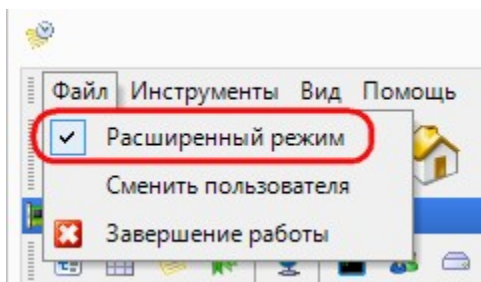 Файл Инструменты Вид Помощь
Расширенный режим
Сменить пользователя
Завершение работы